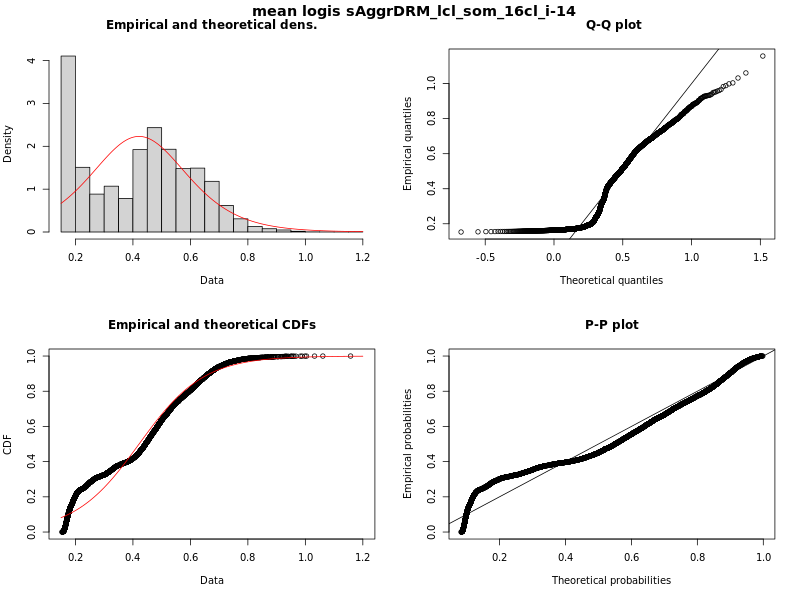 mean logis sAggrDRM_lcl_som_16cl_i-14
Empirical and theoretical dens.
Density
0 1 2 3 4
0.2 0.4 0.6 0.8 1.0 1.2
Data
Q-Q plot
Empirical quantiles
0.2 0.4 0.6 0.8 1.0
-0.5 0.0 0.5 1.0 1.5
Theoretical quantiles
Empirical and theoretical CDFs
CDF
0.0 0.2 0.4 0.6 0.8 1.0
0.2 0.4 0.6 0.8 1.0 1.2
Data
P-P plot
Empirical probabilities
0.0 0.2 0.4 0.6 0.8 1.0
0.2 0.4 0.6 0.8 1.0
Theoretical probabilities